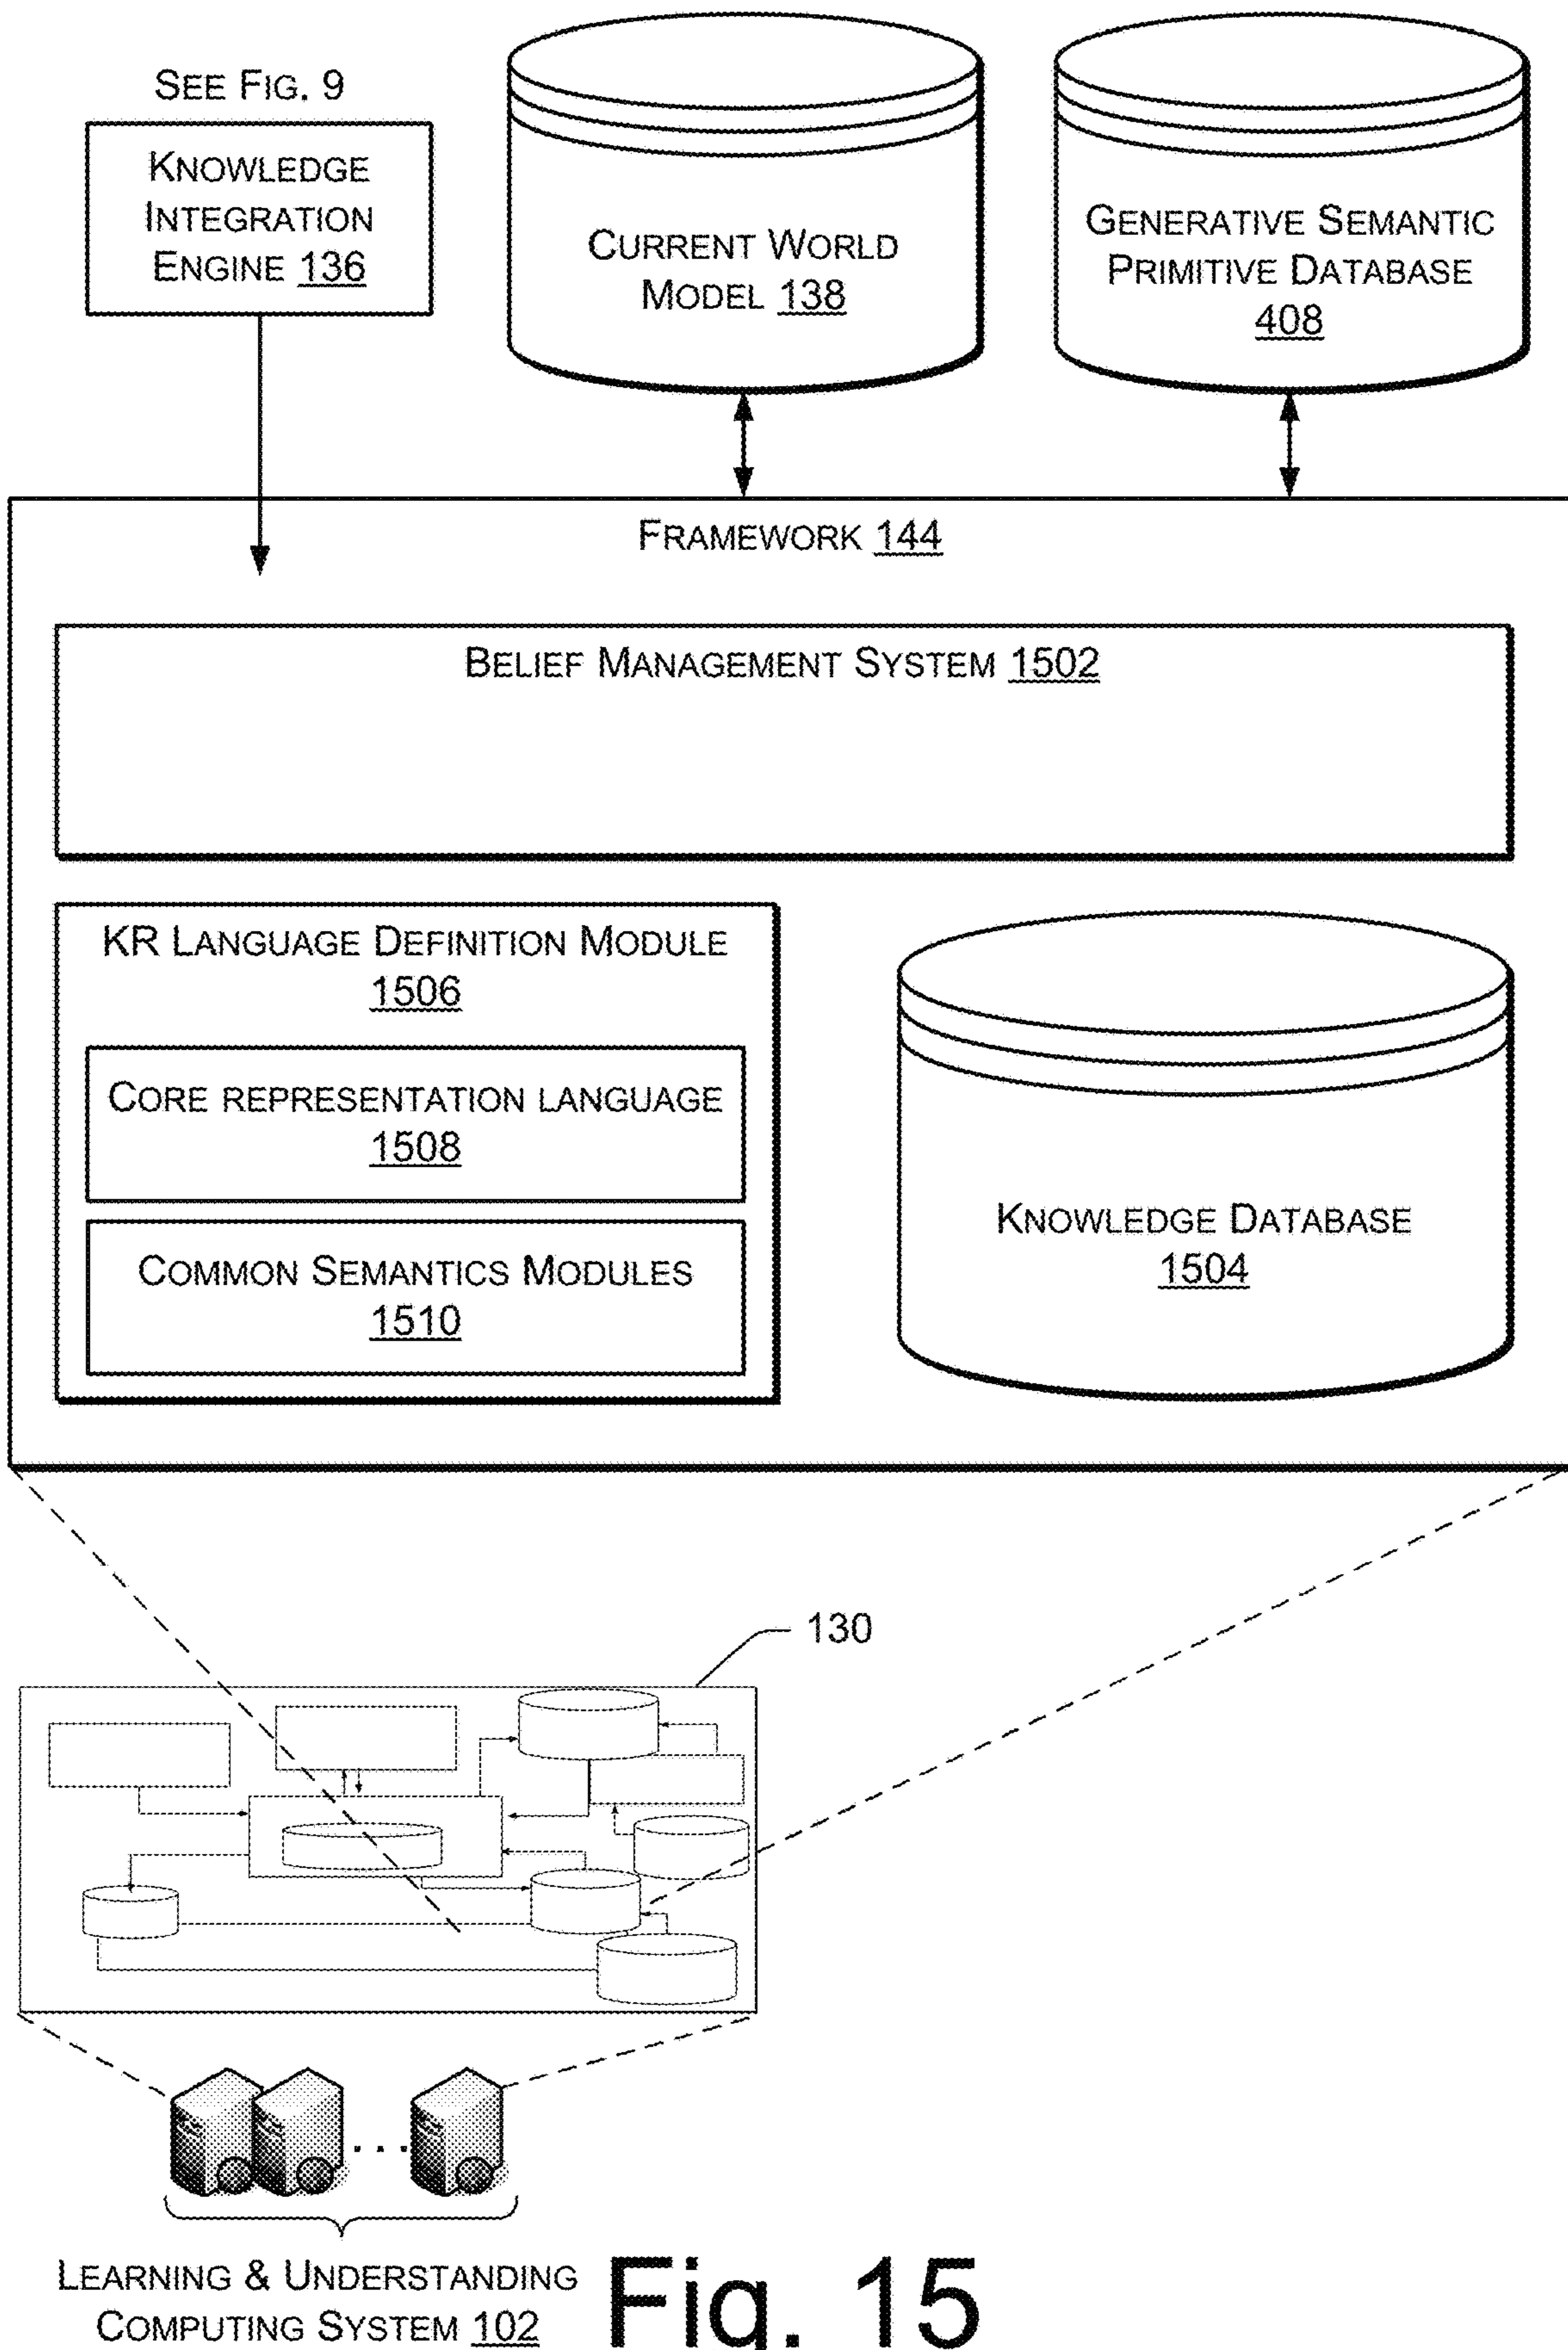 SEE FIG. 9
KNOWLEDGE
INTEGRATION
ENGINE 136
CURRENT WORLD
MODEL 138
GENERATIVE SEMANTIC
PRIMITIVE DATABASE
408
FRAMEWORK 144
BELIEF MANAGEMENT SYSTEM 1502
KR LANGUAGE DEFINITION MODULE
1506
CORE REPRESENTATION LANGUAGE
1508
COMMON SEMANTICS MODULES
1510
KNOWLEDGE DATABASE
1504
130
...
LEARNING & UNDERSTANDING
COMPUTING SYSTEM 102
Fig. 15